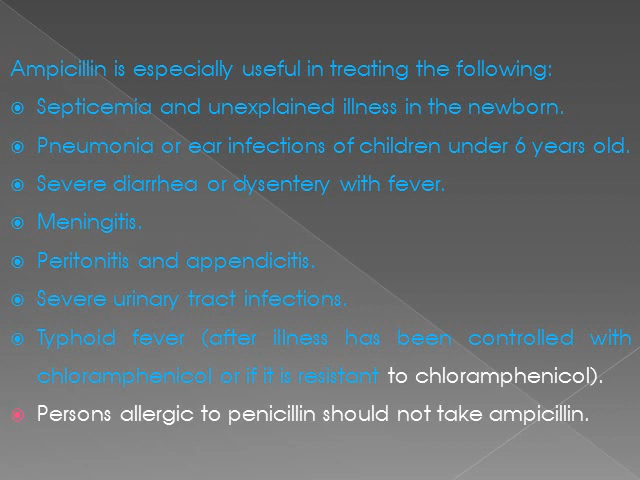 Ampicillin is especially useful in treating the following:
Septicemia and unexplained illness in the newborn.
Pneumonia or ear infections of children under 6 years old.
Severe diarrhea or dysentery with fever.
Meningitis.
Peritonitis and appendicitis.
Severe urinary tract infections.
Typhoid fever (after illness has been controlled with
chloramphenicol or if it is resistant to chloramphenicol).
Persons allergic to penicillin should not take ampicillin.